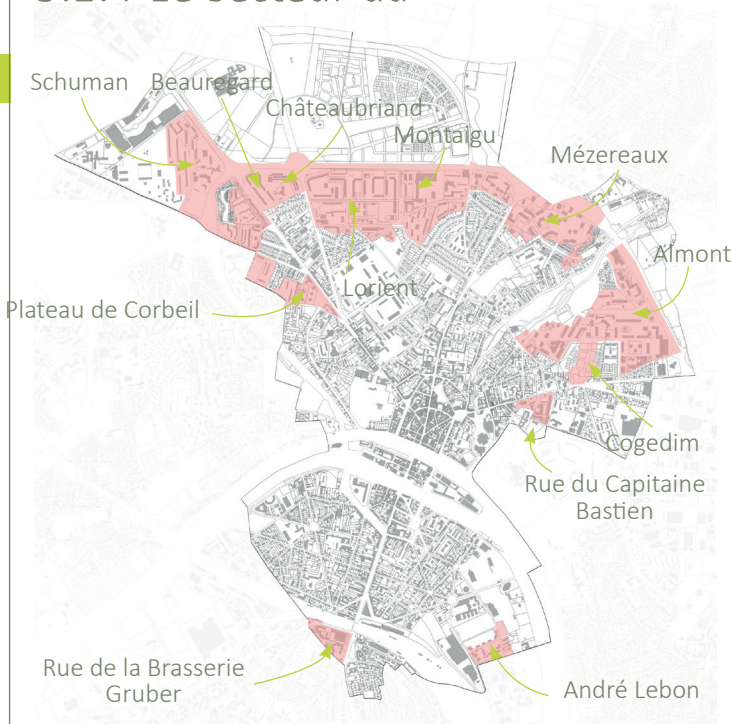 Schuman
Beauregard
Châteaubriand
Montaigu
Mézereaux
Almont
Lorient
Plateau de Corbeil
Cogedim
Rue du Capitaine
Bastien
Rue de la Brasserie
Gruber
André Lebon